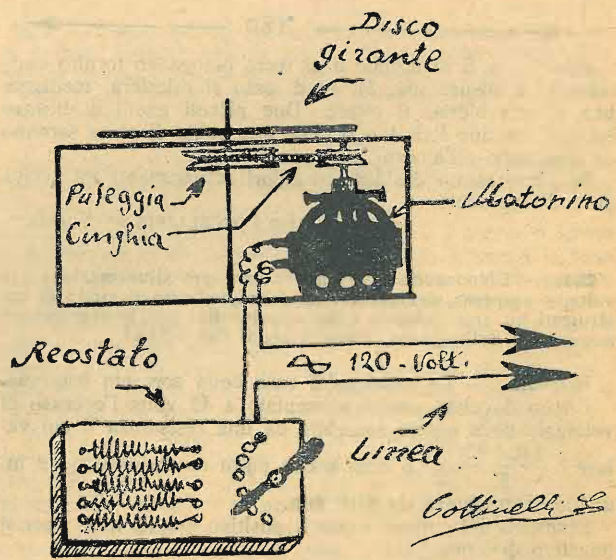 Disco
girante
Puleggia
Cinghia
Motorino
Reostato
120-Volt.
Linea
Cottinelli L